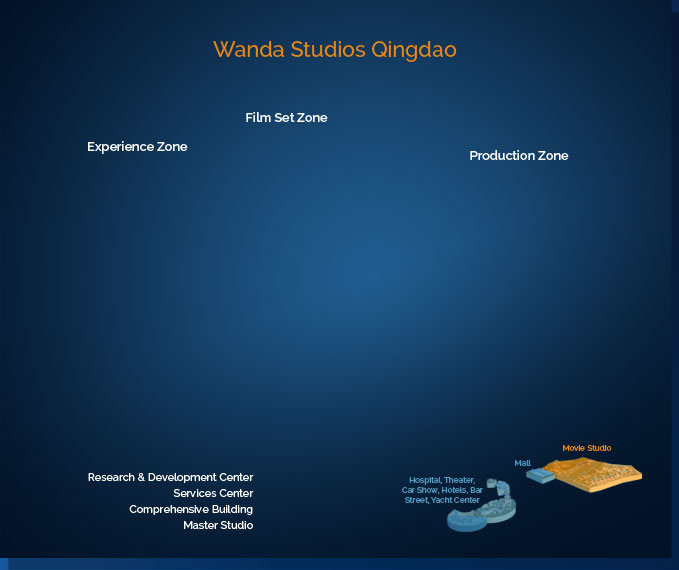 Wanda Studios Qingdao
Film Set Zone
Experience Zone
Production Zone
Movie Studio
Mall
Hospital, Theater,
Car Show, Hotels, Bar
Street, Yacht Center
Research & Development Center
Services Center
Comprehensive Building
Master Studio